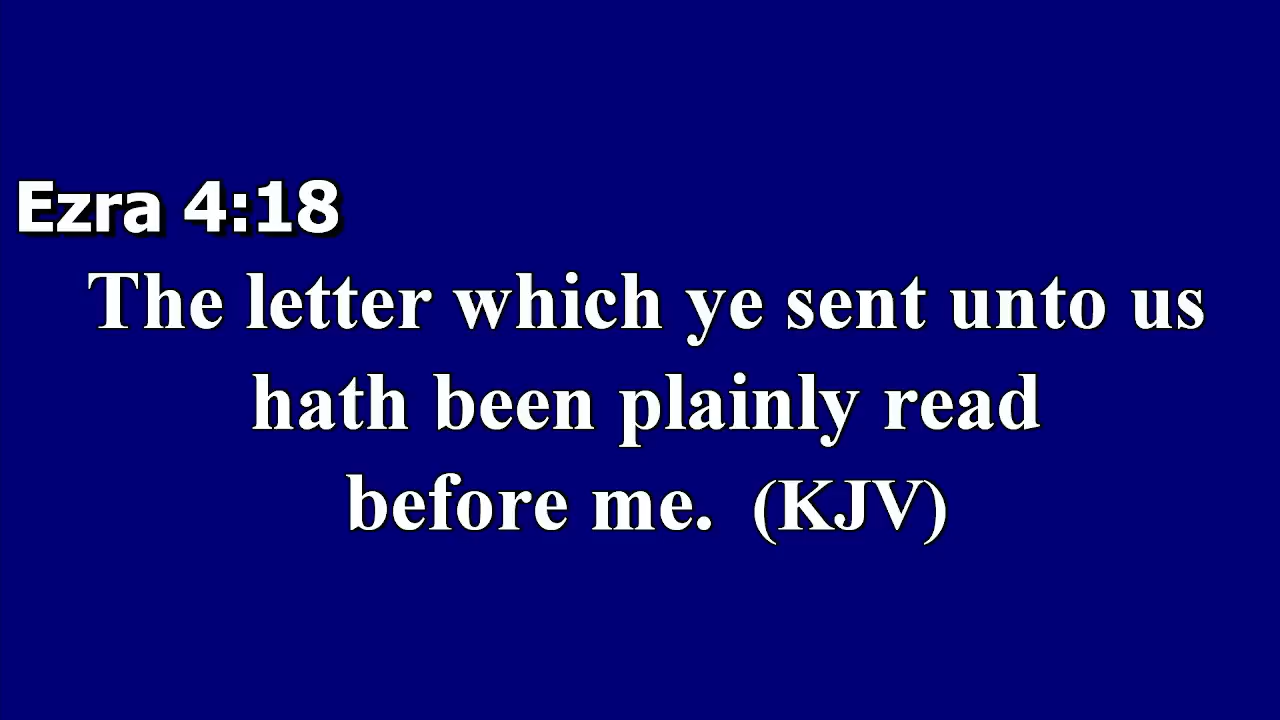 Ezra 4:18
The letter which ye sent unto us
hath been plainly read
before me. (KJV)